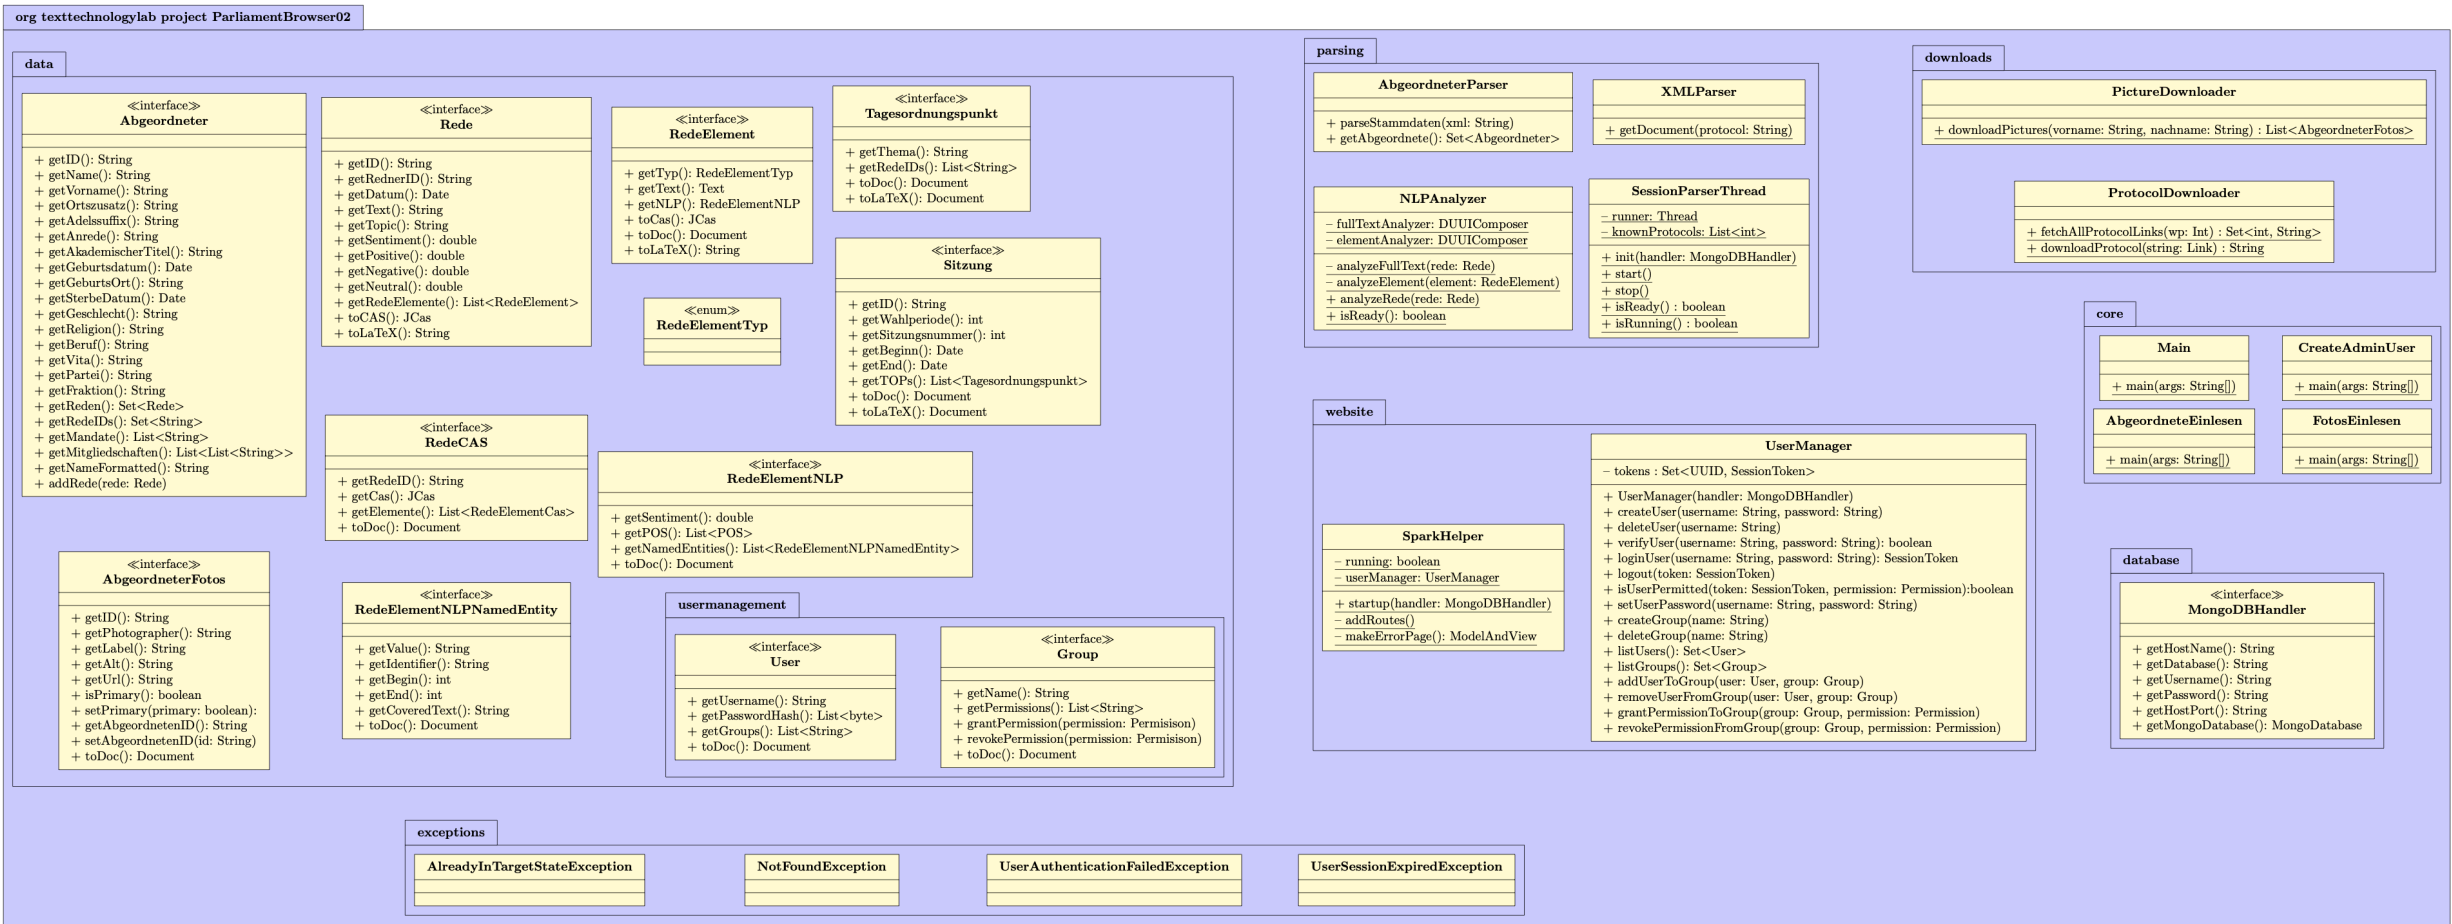 org texttechnologylab project ParliamentBrowser02
data
≪interface≫
Abgeordneter
+ getID(): String
+ getName(): String
+ getVorname(): String
+ getOrtszusatz(): String
+ getAdelssuffix(): String
+ getAnrede(): String
+ getAkademischerTitel(): String
+ getGeburtsdatum(): Date
+ getGeburtsOrt(): String
+ getSterbeDatum(): Date
+ getGeschlecht(): String
+ getReligion(): String
+ getBeruf(): String
+ getVita(): String
+ getPartei(): String
+ getFraktion(): String
+ getReden(): Set<Rede>
+ getRedeIDs(): Set<String>
+ getMandate(): List<String>
+ getMitgliedschaften(): List<List<String>>
+ getNameFormatted(): String
+ addRede(rede: Rede)
≪interface≫
Rede
+ getID(): String
+ getRednerID(): String
+ getDatum(): Date
+ getText(): String
+ getTopic(): String
+ getSentiment(): double
+ getPositive(): double
+ getNegative(): double
+ getNeutral(): double
+ getRedeElemente(): List<RedeElement>
+ toCAS(): JCas
+ toLaTeX(): String
≪interface≫
RedeElement
+ getTyp(): RedeElementTyp
+ getText(): Text
+ getNLP(): RedeElementNLP
+ toCas(): JCas
+ toDoc(): Document
+ toLaTeX(): String
≪interface≫
Tagesordnungspunkt
+ getThema(): String
+ getRedeIDs(): List<String>
+ toDoc(): Document
+ toLaTeX(): Document
≪enum≫
RedeElementTyp
≪interface≫
Sitzung
+ getID(): String
+ getWahlperiode(): int
+ getSitzungsnummer(): int
+ getBeginn(): Date
+ getEnd(): Date
+ getTOPs(): List<Tagesordnungspunkt>
+ toDoc(): Document
+ toLaTeX(): Document
≪interface≫
RedeCAS
+ getRedeID(): String
+ getCas(): JCas
+ getElemente(): List<RedeElementCas>
+ toDoc(): Document
≪interface≫
RedeElementNLP
+ getSentiment(): double
+ getPOS(): List<POS>
+ getNamedEntities(): List<RedeElementNLPNamedEntity>
+ toDoc(): Document
≪interface≫
AbgeordneterFotos
+ getID(): String
+ getPhotographer(): String
+ getLabel(): String
+ getAlt(): String
+ getUrl(): String
+ isPrimary(): boolean
+ setPrimary(primary: boolean):
+ getAbgeordnetenID(): String
+ setAbgeordnetenID(id: String)
+ toDoc(): Document
≪interface≫
RedeElementNLPNamedEntity
+ getValue(): String
+ getIdentifier(): String
+ getBegin(): int
+ getEnd(): int
+ getCoveredText(): String
+ toDoc(): Document
usermanagement
≪interface≫
User
+ getUsername(): String
+ getPasswordHash(): List<byte>
+ getGroups(): List<String>
+ toDoc(): Document
≪interface≫
Group
+ getName(): String
+ getPermissions(): List<String>
+ grantPermission(permission: Permisison)
+ revokePermission(permission: Permisison)
+ toDoc(): Document
parsing
AbgeordneterParser
+ parseStammdaten(xml: String)
+ getAbgeordnete(): Set<Abgeordneter>
XMLParser
+ getDocument(protocol: String)
NLPAnalyzer
– fullTextAnalyzer: DUUIComposer
– elementAnalyzer: DUUIComposer
– analyzeFullText(rede: Rede)
– analyzeElement(element: RedeElement)
+ analyzeRede(rede: Rede)
+ isReady(): boolean
SessionParserThread
– runner: Thread
– knownProtocols: List<int>
+ init(handler: MongoDBHandler)
+ start()
+ stop()
+ isReady() : boolean
+ isRunning() : boolean
downloads
PictureDownloader
+ downloadPictures(vorname: String, nachname: String) : List<AbgeordneterFotos>
ProtocolDownloader
+ fetchAllProtocolLinks(wp: Int) : Set<int, String>
+ downloadProtocol(string: Link) : String
core
Main
+ main(args: String[])
CreateAdminUser
+ main(args: String[])
AbgeordneteEinlesen
+ main(args: String[])
FotosEinlesen
+ main(args: String[])
website
SparkHelper
– running: boolean
– userManager: UserManager
+ startup(handler: MongoDBHandler)
– addRoutes()
– makeErrorPage(): ModelAndView
UserManager
– tokens : Set<UUID, SessionToken>
+ UserManager(handler: MongoDBHandler)
+ createUser(username: String, password: String)
+ deleteUser(username: String)
+ verifyUser(username: String, password: String): boolean
+ loginUser(username: String, password: String): SessionToken
+ logout(token: SessionToken)
+ isUserPermitted(token: SessionToken, permission: Permission):boolean
+ setUserPassword(username: String, password: String)
+ createGroup(name: String)
+ deleteGroup(name: String)
+ listUsers(): Set<User>
+ listGroups(): Set<Group>
+ addUserToGroup(user: User, group: Group)
+ removeUserFromGroup(user: User, group: Group)
+ grantPermissionToGroup(group: Group, permission: Permission)
+ revokePermissionFromGroup(group: Group, permission: Permission)
database
≪interface≫
MongoDBHandler
+ getHostName(): String
+ getDatabase(): String
+ getUsername(): String
+ getPassword(): String
+ getHostPort(): String
+ getMongoDatabase(): MongoDatabase
exceptions
AlreadyInTargetStateException
NotFoundException
UserAuthenticationFailedException
UserSessionExpiredException